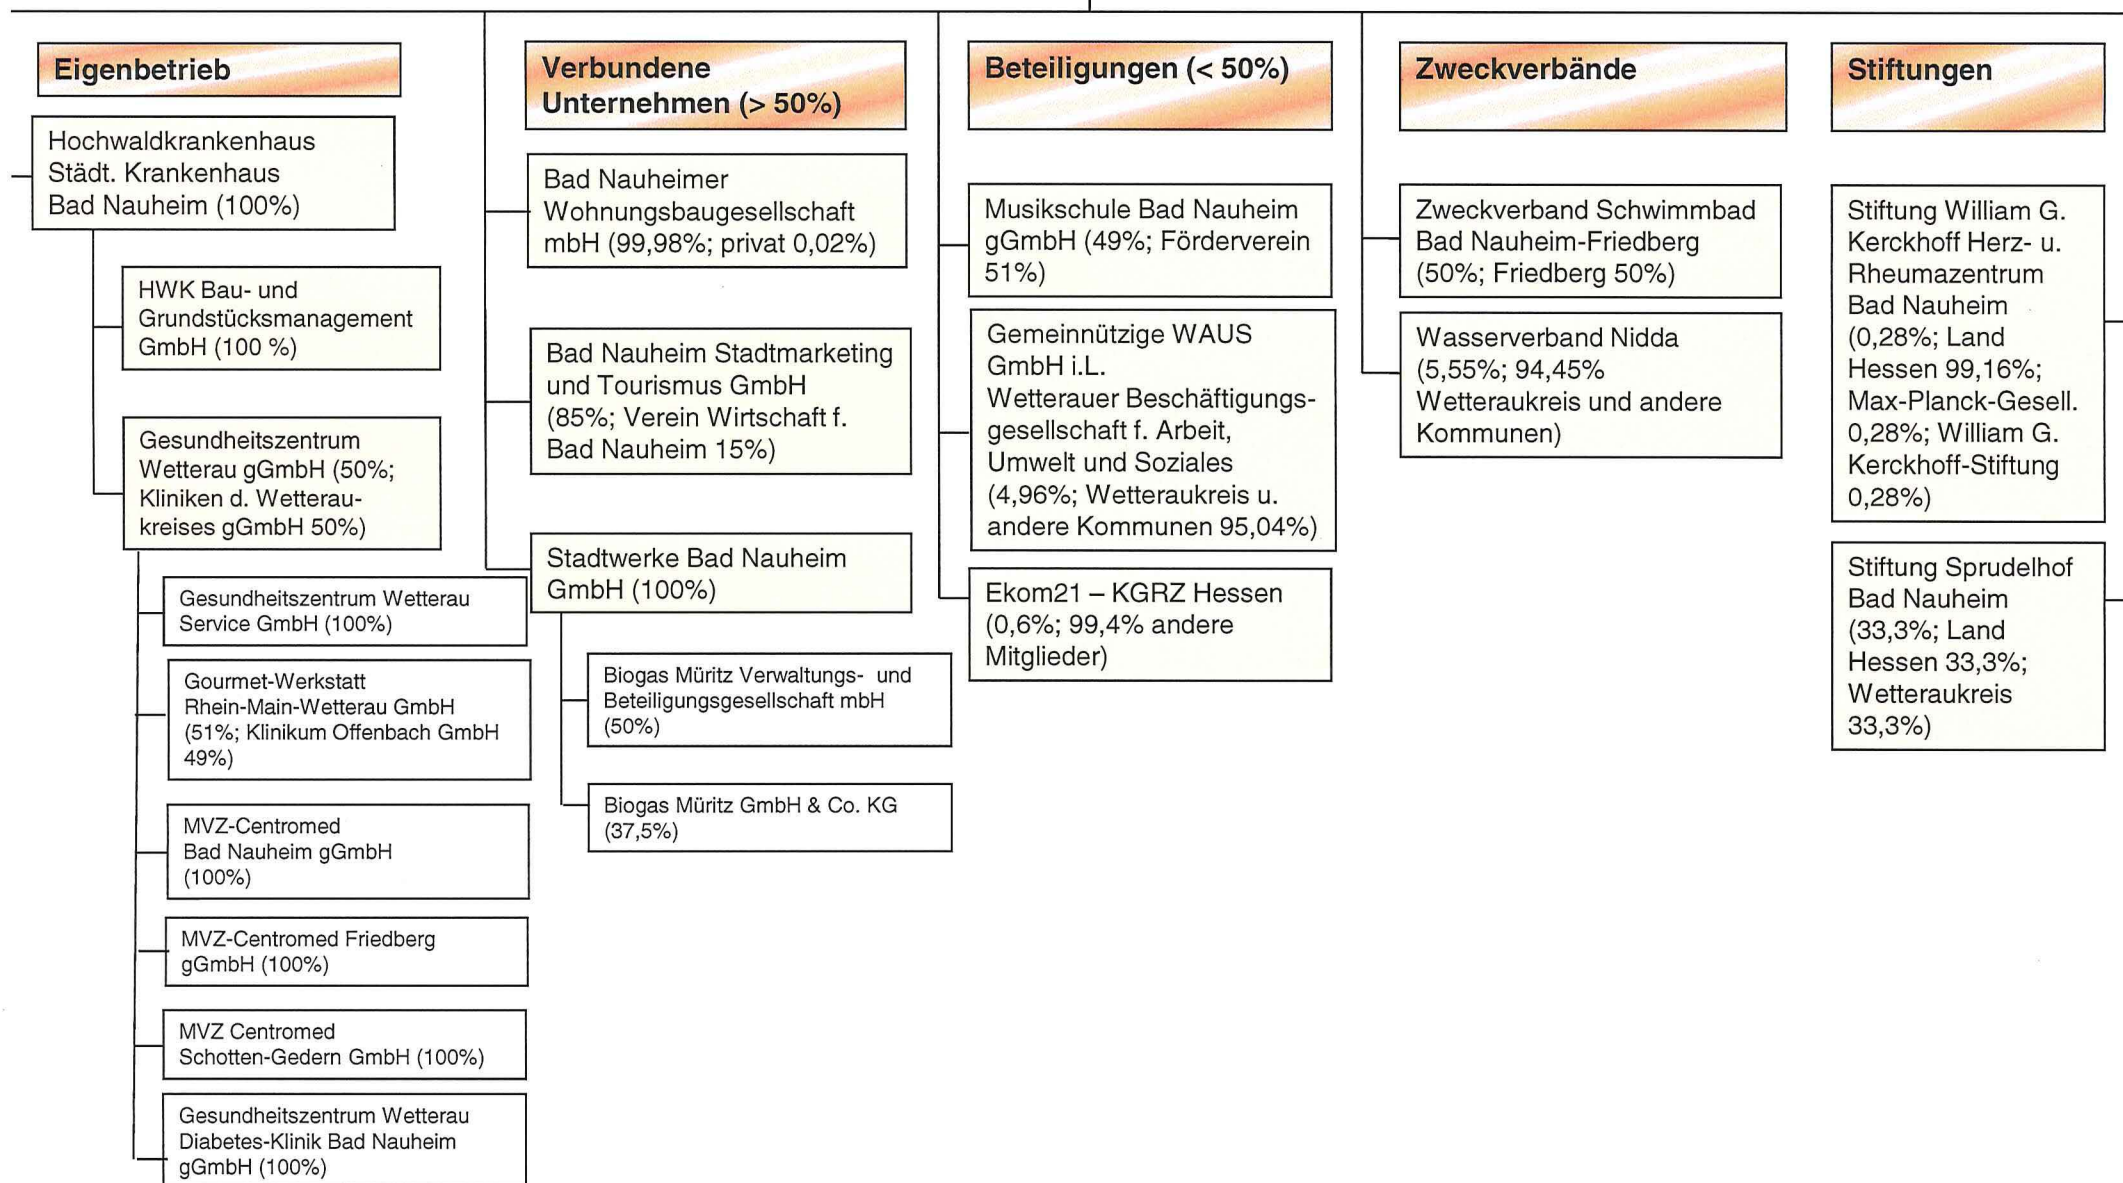 Eigenbetrieb
Hochwaldkrankenhaus
Städt. Krankenhaus
Bad Nauheim (100%)
HWK Bau- und
Grundstücksmanagement
GmbH (100 %)
Gesundheitszentrum
Wetterau gGmbH (50%;
Kliniken d. Wetterau-
kreises gGmbH 50%)
Gesundheitszentrum Wetterau
Service GmbH (100%)
Gourmet-Werkstatt
Rhein-Main-Wetterau GmbH
(51%; Klinikum Offenbach GmbH
49%)
MVZ-Centromed
Bad Nauheim gGmbH
(100%)
MVZ-Centromed Friedberg
gGmbH (100%)
MVZ Centromed
Schotten-Gedern GmbH (100%)
Gesundheitszentrum Wetterau
Diabetes-Klinik Bad Nauheim
gGmbH (100%)
Verbundene
Unternehmen (> 50%)
Bad Nauheimer
Wohnungsbaugesellschaft
mbH (99,98%; privat 0,02%)
Bad Nauheim Stadtmarketing
und Tourismus GmbH
(85%; Verein Wirtschaft f.
Bad Nauheim 15%)
Stadtwerke Bad Nauheim
GmbH (100%)
Biogas Müritz Verwaltungs- und
Beteiligungsgesellschaft mbH
(50%)
Biogas Müritz GmbH & Co. KG
(37,5%)
Beteiligungen (< 50%)
Musikschule Bad Nauheim
gGmbH (49%; Förderverein
51%)
Gemeinnützige WAUS
GmbH i.L.
Wetterauer Beschäftigungs-
gesellschaft f. Arbeit,
Umwelt und Soziales
(4,96%; Wetteraukreis u.
andere Kommunen 95,04%)
Ekom21 – KGRZ Hessen
(0,6%; 99,4% andere
Mitglieder)
Zweckverbände
Zweckverband Schwimmbad
Bad Nauheim-Friedberg
(50%; Friedberg 50%)
Wasserverband Nidda
(5,55%; 94,45%
Wetteraukreis und andere
Kommunen)
Stiftungen
Stiftung William G.
Kerckhoff Herz- u.
Rheumazentrum
Bad Nauheim
(0,28%; Land
Hessen 99,16%;
Max-Planck-Gesell.
0,28%; William G.
Kerckhoff-Stiftung
0,28%)
Stiftung Sprudelhof
Bad Nauheim
(33,3%; Land
Hessen 33,3%;
Wetteraukreis
33,3%)